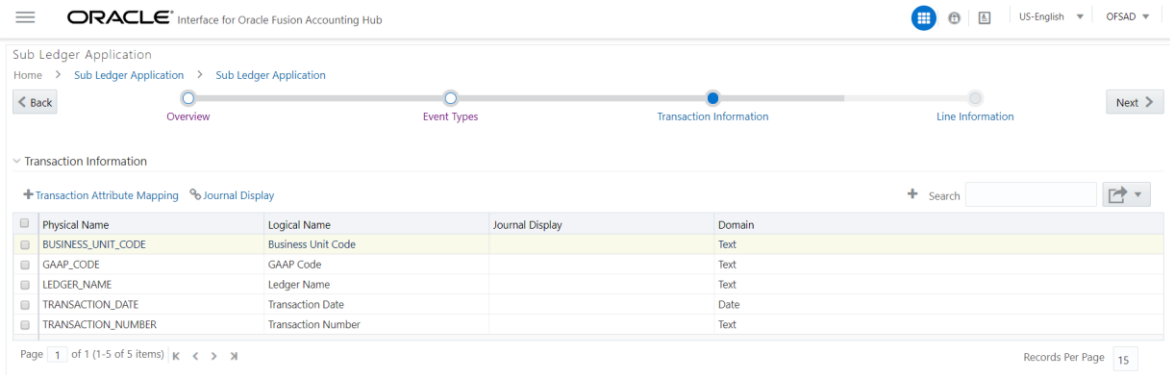 ORACLE® Interface for Oracle Fusion Accounting Hub US-English OFSAD
Sub Ledger Application
Home > Sub Ledger Application > Sub Ledger Application
< Back Next >
Overview Event Types Transaction Information Line Information
Transaction Information
+Transaction Attribute Mapping Journal Display + Search
Physical Name Logical Name Journal Display Domain
BUSINESS_UNIT_CODE Business Unit Code Text
GAAP_CODE GAAP Code Text
LEDGER_NAME Ledger Name Text
TRANSACTION_DATE Transaction Date Date
TRANSACTION_NUMBER Transaction Number Text
Page 1 of 1 (1-5 of 5 items) Records Per Page 15